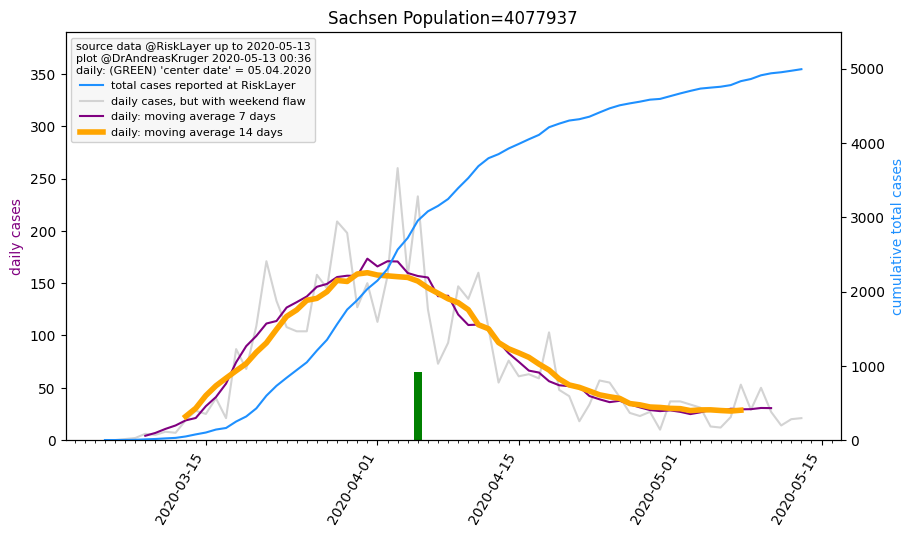 Sachsen Population=4077937
source data @RiskLayer up to 2020-05-13
plot @DrAndreasKruger 2020-05-13 00:36
daily: (GREEN) 'center date' = 05.04.2020
total cases reported at RiskLayer
daily cases, but with weekend flaw
daily: moving average 7 days
daily: moving average 14 days
daily cases
350
300
250
200
150
100
50
0
5000
4000
3000
2000
1000
0
cumulative total cases
2020-03-15
2020-04-01
2020-04-15
2020-05-01
2020-05-15